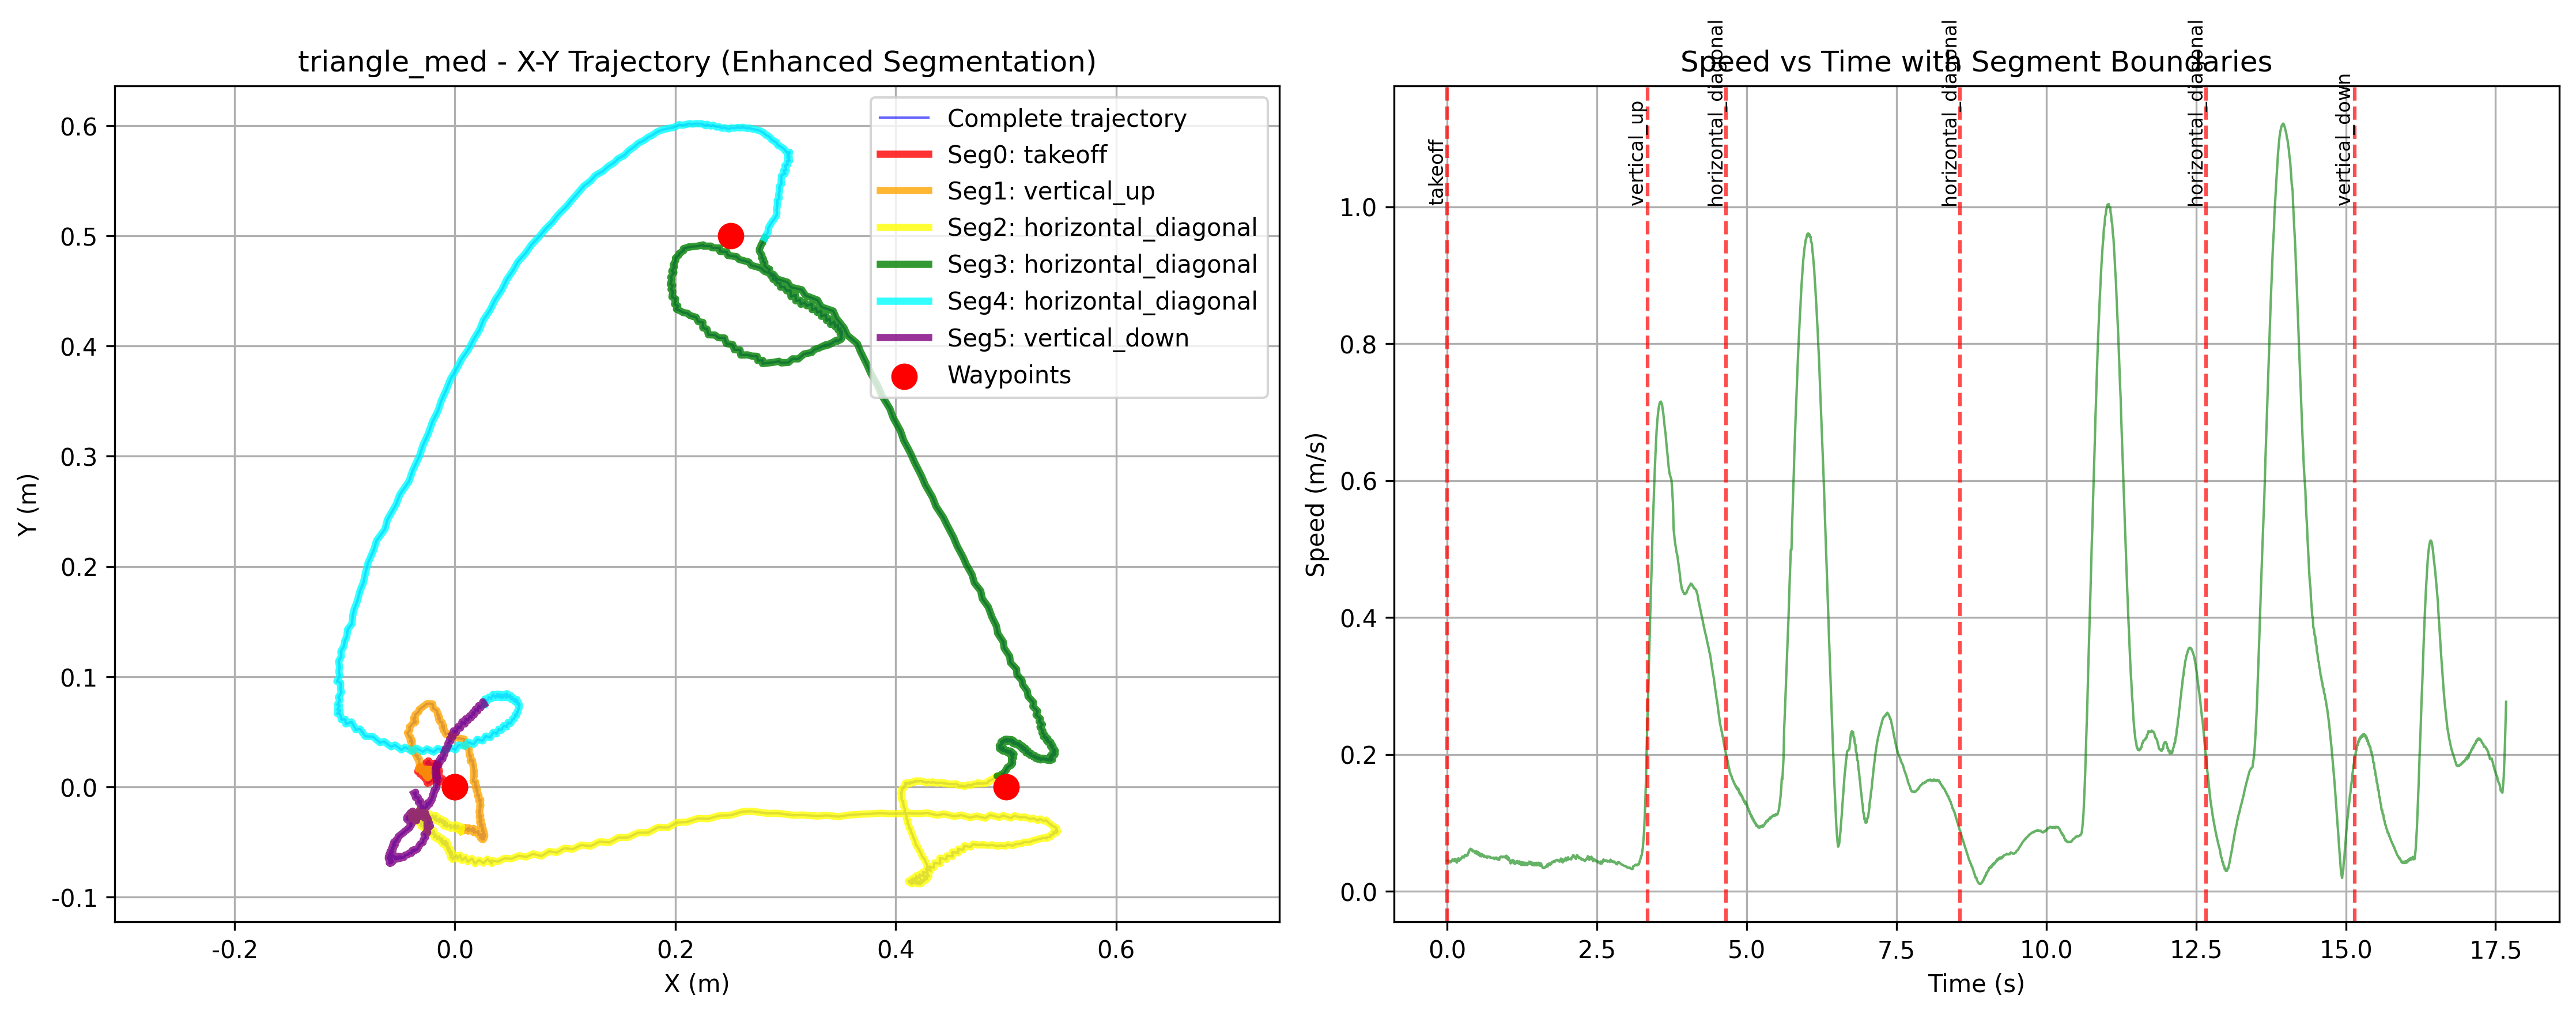 triangle_med - X-Y Trajectory (Enhanced Segmentation)
Y (m)
0.6
0.5
0.4
0.3
0.2
0.1
0.0
-0.1
-0.2
0.0
0.2
0.4
0.6
X (m)
Complete trajectory
Seg0: takeoff
Seg1: vertical_up
Seg2: horizontal_diagonal
Seg3: horizontal_diagonal
Seg4: horizontal_diagonal
Seg5: vertical_down
Waypoints
Speed vs Time with Segment Boundaries
takeoff
vertical_up
horizontal_diagonal
horizontal_diagonal
horizontal_diagonal
vertical_down
Speed (m/s)
1.0
0.8
0.6
0.4
0.2
0.0
0.0
2.5
5.0
7.5
10.0
12.5
15.0
17.5
Time (s)